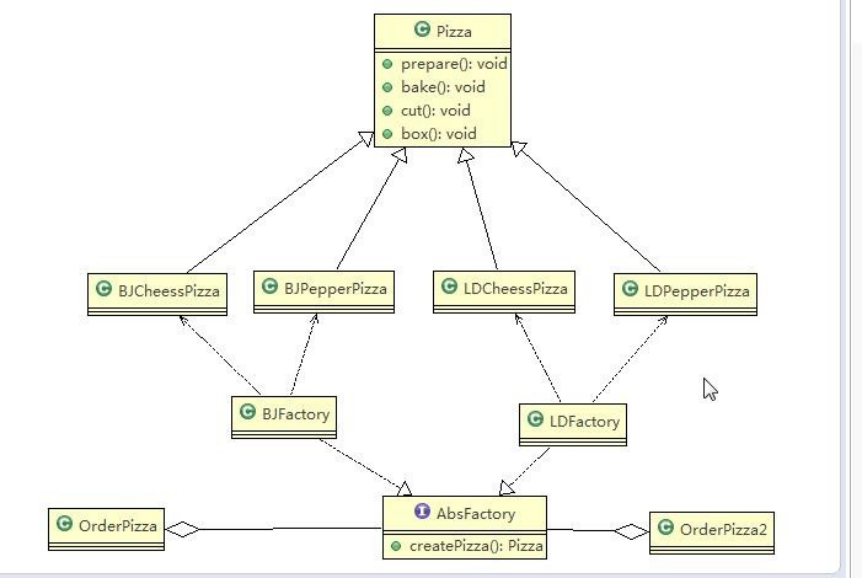 C Pizza
prepare(): void
bake(): void
cut(): void
box(): void
C BJCheessPizza
C BJPepperPizza
C LDCheessPizza
C LDPepperPizza
C BJFactory
C LDFactory
I AbsFactory
createPizza(): Pizza
C OrderPizza
C OrderPizza2